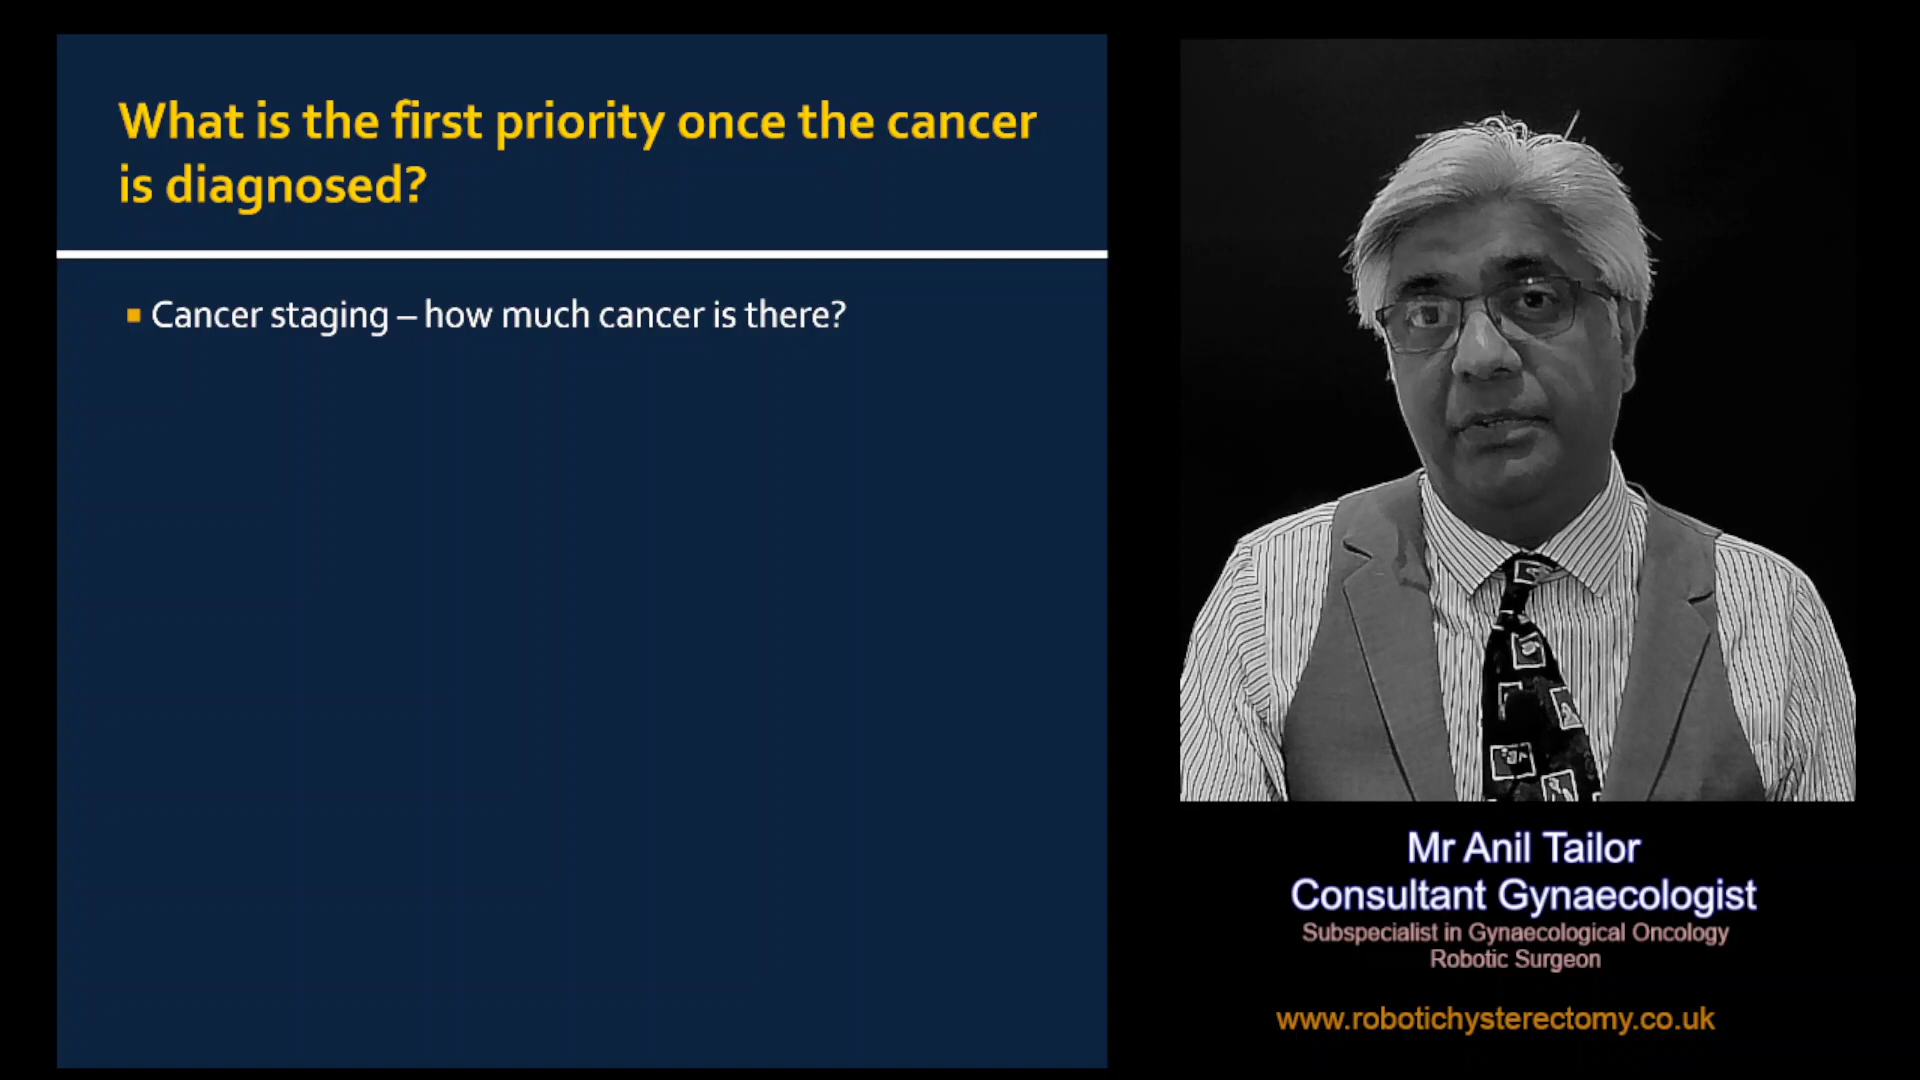 What is the first priority once the cancer
is diagnosed?
Cancer staging – how much cancer is there?
Mr Anil Tailor
Consultant Gynaecologist
Subspecialist in Gynaecological Oncology
Robotic Surgeon
www.robotichysterectomy.co.uk